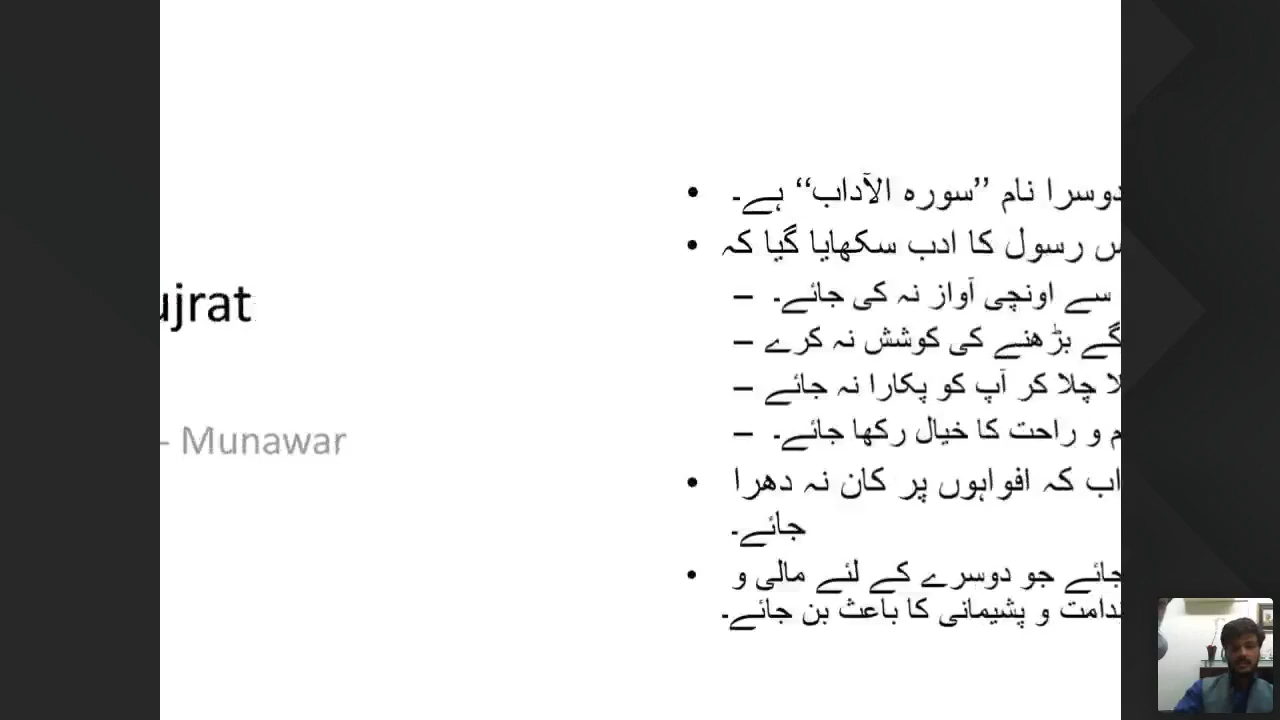 ujrat
- Munawar
• دوسرا نام ”سورہ الآداب“ ہے۔
• س رسول کا ادب سکھایا گیا کہ
– سے اونچی آواز نہ کی جائے۔
– گے بڑھنے کی کوشش نہ کرے
– لا چلا کر آپ کو پکارا نہ جائے
– م و راحت کا خیال رکھا جائے۔
• اب کہ افواہوں پر کان نہ دھرا
جائے۔
• جائے جو دوسرے کے لئے مالی و
ندامت و پشیمانی کا باعث بن جائے۔